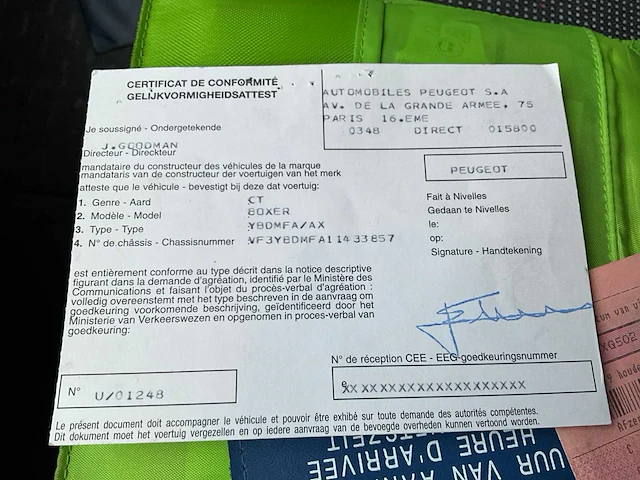 CERTIFICAT DE CONFORMITÉ
GELIJKVORMIGHEIDSATTEST
AUTOMOBILES PEUGEOT S.A
AV. DE LA GRANDE ARMEE, 75
PARIS 16.EME
0348 DIRECT 015800
Je soussigné - Ondergetekende
J.GOODMAN
Directeur - Direckteur
mandataire du constructeur des véhicules de la marque
mandataris van de constructeur der voertuigen van het merk
PEUGEOT
atteste que le véhicule - bevestigt bij deze dat voertuig:
1. Genre - Aard CT
2. Modèle - Model BOXER
3. Type - Type YBDMFA/AX
4. N° de châssis - Chassisnummer VF3YBDMFA11433857
Fait à Nivelles
Gedaan te Nivelles
le:
op:
Signature - Handtekening
est entièrement conforme au type décrit dans la notice descriptive
figurant dans la demande d'agréation, identifié par le Ministère des
Communications et faisant l'objet du procès-verbal d'agréation :
volledig overeenstemt met het type beschreven in de aanvraag om
goedkeuring voorkomende beschrijving, geïdentificeerd door het
Ministerie van Verkeerswezen en opgenomen in proces-verbal van
goedkeuring:
N° de réception CEE - EEG-goedkeuringsnummer
e XXXXXXXXXXXXXXXXXXXX
N° U/01248
Le présent document doit accompagner le véhicule et pouvoir être exhibé sur toute demande des autorités compétentes.
Dit dokument moet het voertuig vergezellen en op iedere aanvraag van de bevoegde overheden kunnen vertoond worden.
HEURE D'ARRIVÉE
UUR VAN
XG502
houde